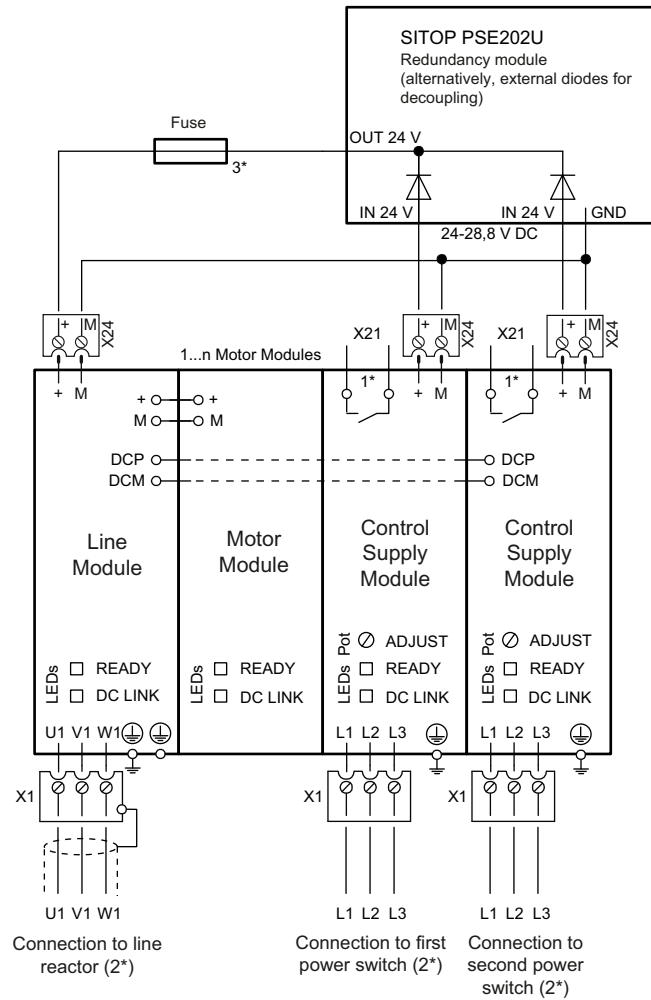 SITOP PSE202U
Redundancy module
(alternatively, external diodes for
decoupling)
Fuse
3*
OUT 24 V
IN 24 V
IN 24 V
GND
24-28,8 V DC
+ M
X24
1...n Motor Modules
X21
1*
+ M
X24
X21
1*
+ M
X24
+ M
+ M
+ M
+ +
M M
DCP
DCM
DCP
DCM
Line
Module
Motor
Module
Control
Supply
Module
Control
Supply
Module
LEDs
READY
DC LINK
LEDs
READY
DC LINK
Pot
ADJUST
LEDs
READY
DC LINK
Pot
ADJUST
LEDs
READY
DC LINK
U1 V1 W1
L1 L2 L3
L1 L2 L3
X1
X1
X1
U1 V1 W1
L1 L2 L3
L1 L2 L3
Connection to line
reactor (2*)
Connection to first
power switch (2*)
Connection to
second power
switch (2*)